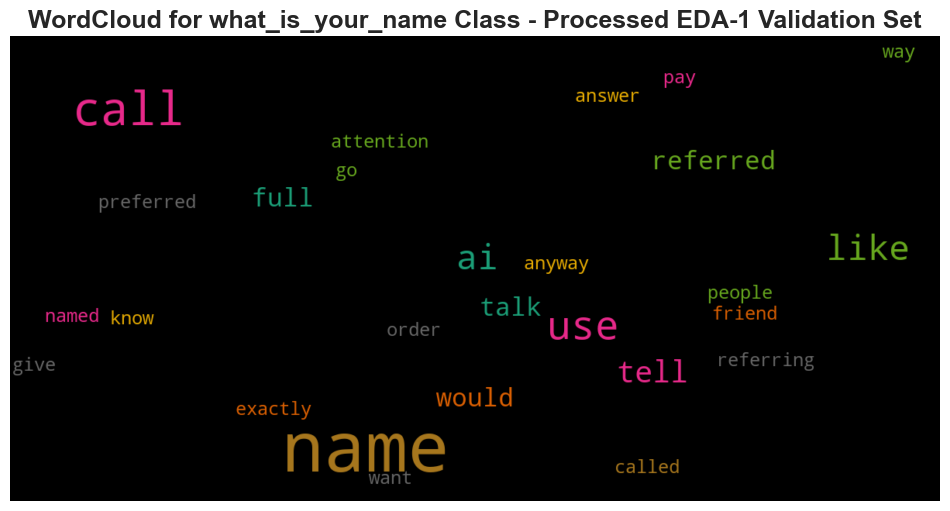 WordCloud for what_is_your_name Class - Processed EDA-1 Validation Set
way
pay
answer
call
attention
referred
go
full
preferred
like
ai
anyway
people
talk
friend
named
know
use
order
referring
give
tell
would
exactly
name
called
want